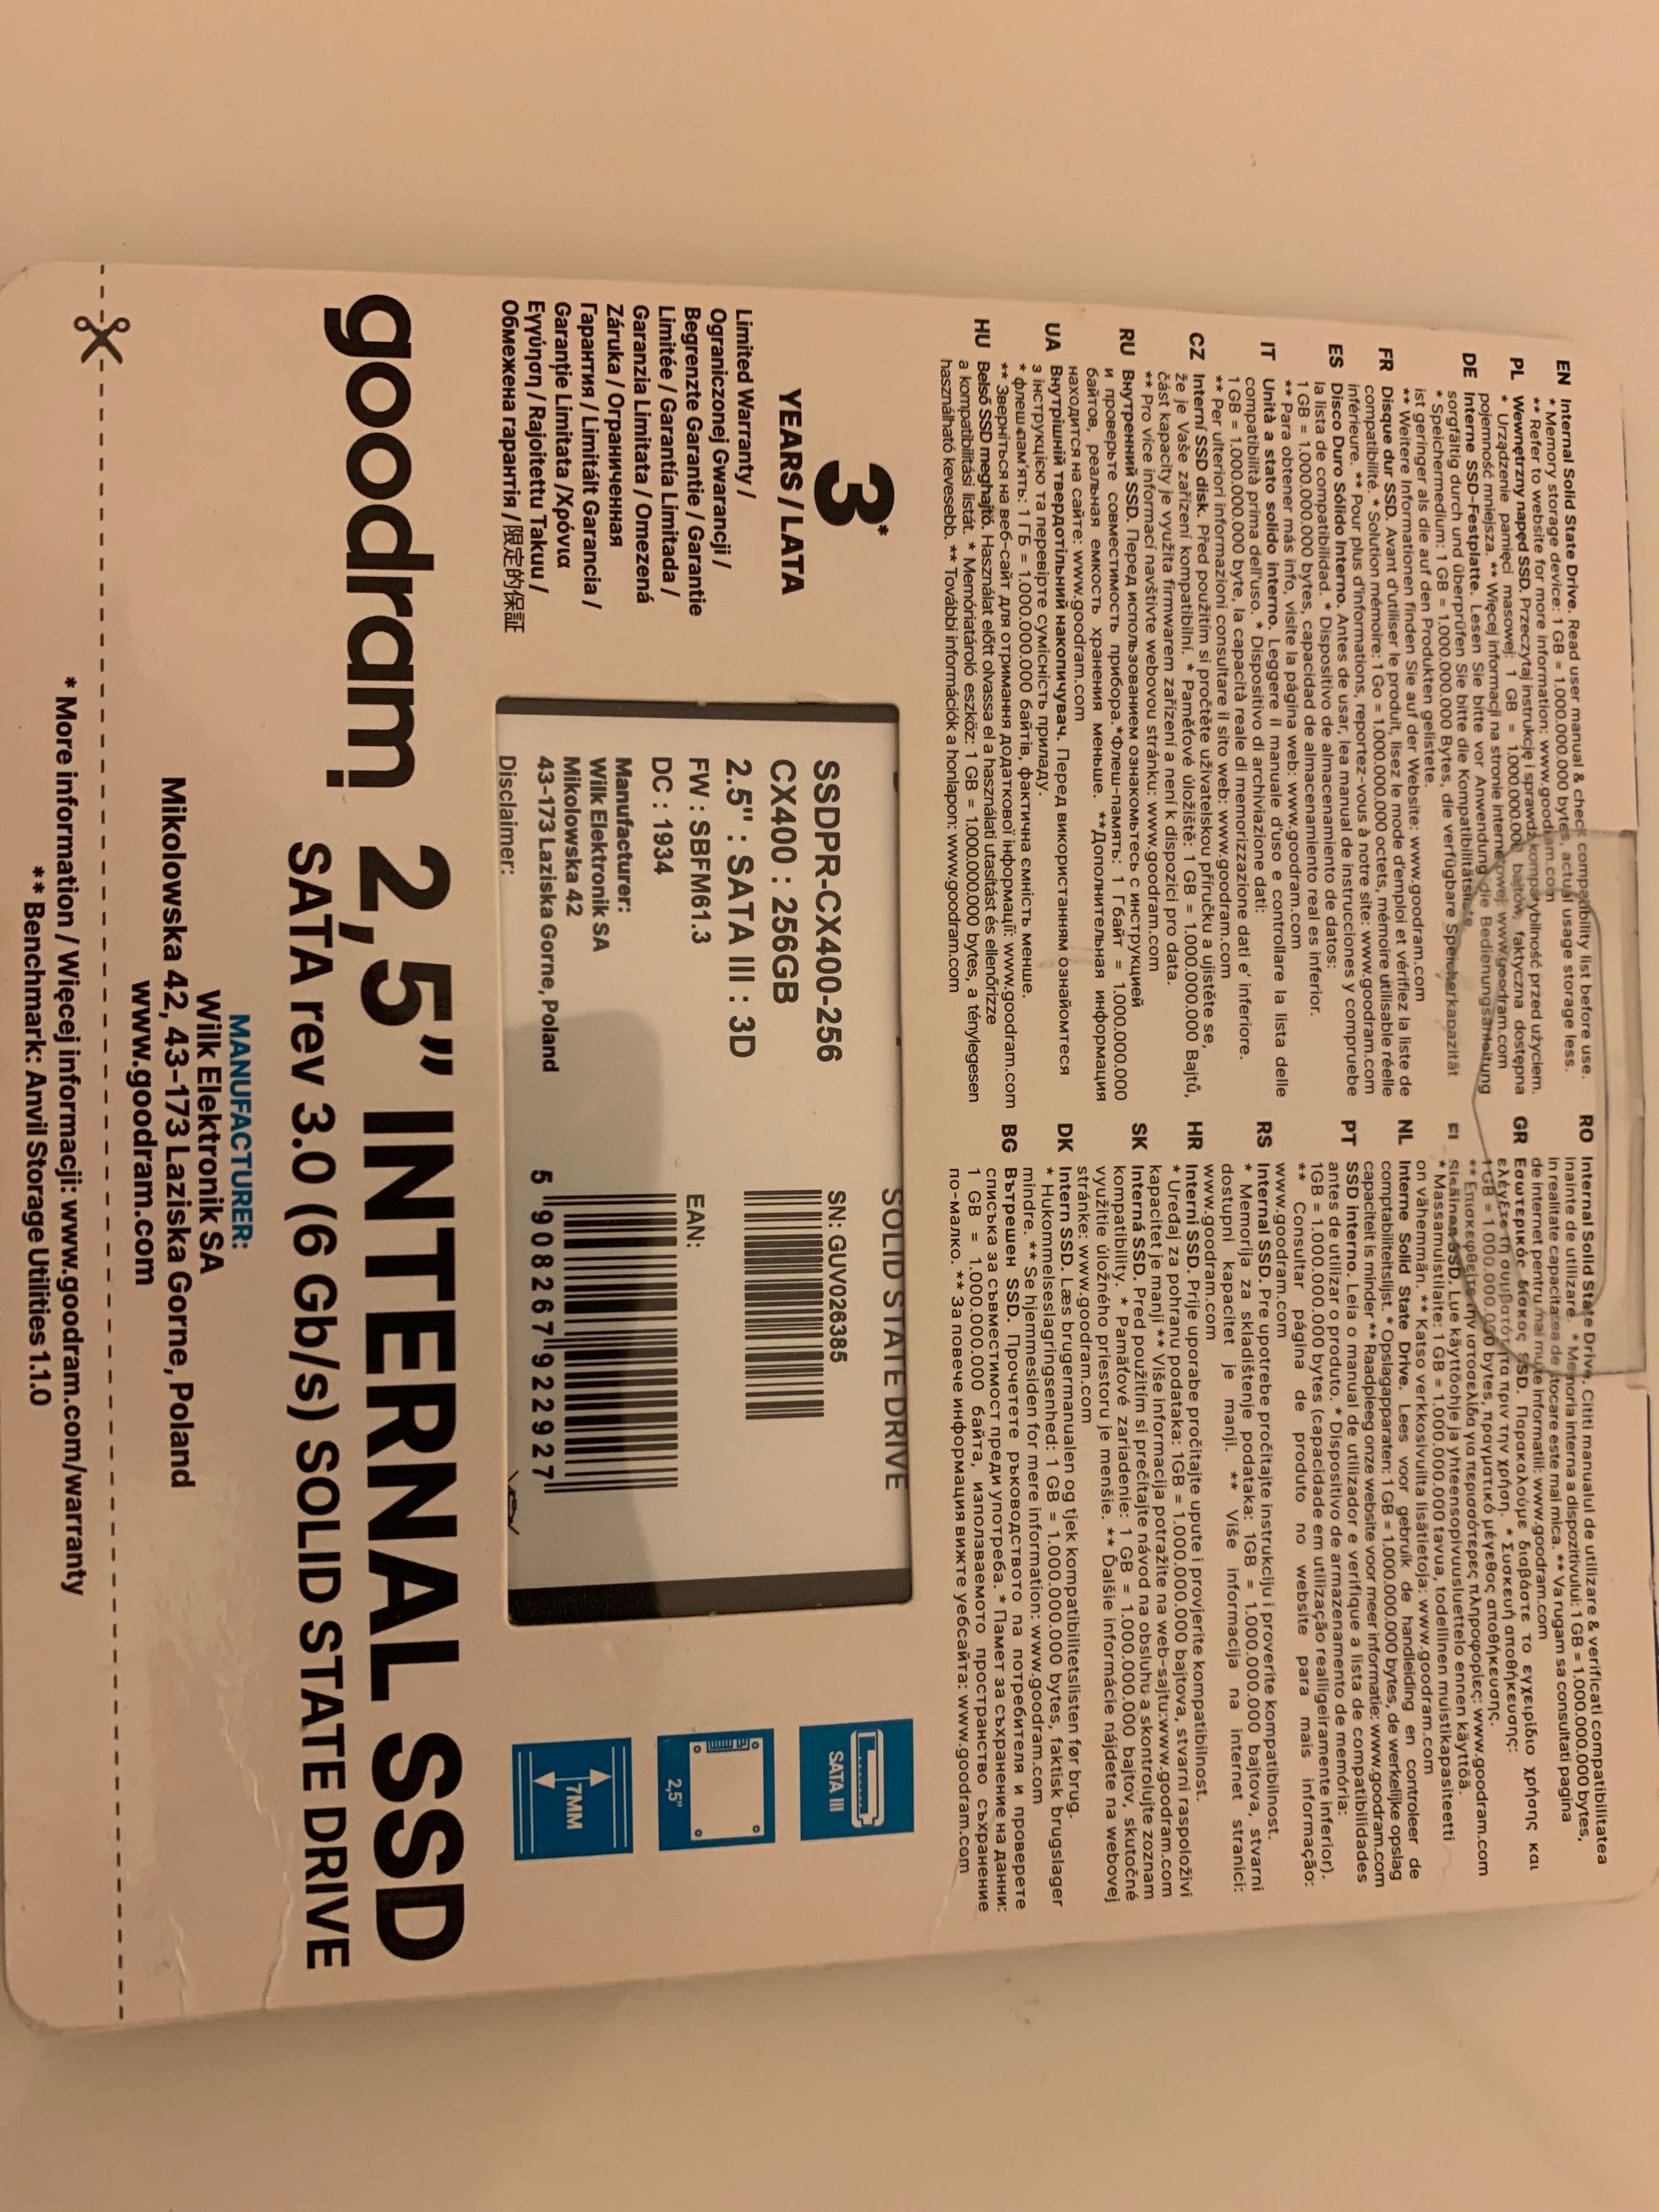 EN Internal Solid State Drive. Read user manual & check compatibility list before use.
* Memory storage device: 1 GB = 1.000.000.000 bytes, actual usage storage less.
** Refer to website for more information: www.goodram.com
PL Wewnętrzny napęd SSD. Przeczytaj instrukcję i sprawdź kompatybilność przed użyciem.
* Urządzenie pamięci masowej: 1 GB = 1.000.000.000 bajtów, faktyczna dostępna
pojemność mniejsza. ** Więcej informacji na stronie internetowej: www.goodram.com
DE Interne SSD-Festplatte. Lesen Sie bitte vor Anwendung die Bedienungsanleitung
sorgfältig durch und überprüfen Sie bitte die Kompatibilitätsliste.
* Speichermedium: 1 GB = 1.000.000.000 Bytes, die verfügbare Speicherkapazität
ist geringer als die auf den Produkten gelistete.
** Weitere Informationen finden Sie auf der Website: www.goodram.com
FR Disque dur SSD. Avant d'utiliser le produit, lisez le mode d'emploi et vérifiez la liste de
compatibilité. * Solution mémoire: 1 Go = 1.000.000.000 octets, mémoire utilisable réelle
inférieure. ** Pour plus d'informations, reportez-vous à notre site: www.goodram.com
ES Disco Duro Sólido Interno. Antes de usar, lea manual de instrucciones y compruebe
la lista de compatibilidad. * Dispositivo de almacenamiento de datos:
1 GB = 1.000.000.000 bytes, capacidad de almacenamiento real es inferior.
** Para obtener más info, visite la página web: www.goodram.com
IT Unità a stato solido interno. Leggere il manuale d'uso e controllare la lista delle
compatibilità prima dell'uso. * Dispositivo di archiviazione dati:
1 GB = 1.000.000.000 byte, la capacità reale di memorizzazione dati e' inferiore.
** Per ulteriori informazioni consultare il sito web: www.goodram.com
CZ Interní SSD disk. Před použitím si pročtěte uživatelskou příručku a ujistěte se,
že je Vaše zařízení kompatibilní. * Paměťové úložiště: 1 GB = 1.000.000.000 Bajtů,
část kapacity je využita firmwarem zařízení a není k dispozici pro data.
** Pro více informací navštivte webovou stránku: www.goodram.com
RU Внутренний SSD. Перед использованием ознакомьтесь с инструкцией
и проверьте совместимость прибора. *Флеш-память: 1 Гбайт = 1.000.000.000
байтов, реальная емкость хранения меньше. **Дополнительная информация
находится на сайте: www.goodram.com
UA Внутрішній твердотільний накопичувач. Перед використанням ознайомтеся
з інструкцією та перевірте сумісність приладу.
* флеш-пам'ять: 1 ГБ = 1.000.000.000 байтів, фактична ємність менше.
** Зверніться на веб-сайт для отримання додаткової інформації: www.goodram.com
HU Belső SSD meghajtó. Használat előtt olvassa el a használati utasítást és ellenőrizze
a kompatibilitási listát. * Memóriatároló eszköz: 1 GB = 1.000.000.000 bytes, a ténylegesen
használható kevesebb. ** További információk a honlapon: www.goodram.com
RO Internal Solid State Drive. Cititi manualul de utilizare & verificati compatibilitatea
inainte de utilizare. * Memoria interna a dispozitivului: 1 GB = 1.000.000.000 bytes,
in realitate capacitatea de stocare este mai mica. ** Va rugam sa consultati pagina
de internet pentru mai multe informatii: www.goodram.com
GR Εσωτερικός δίσκος SSD. Παρακαλούμε διαβάστε το εγχειρίδιο χρήσης και
ελέγξτε τη συμβατότητα πριν την χρήση. * Συσκευή αποθήκευσης:
1 GB = 1.000.000.000 bytes, πραγματικό μέγεθος αποθήκευσης.
** Επισκεφθείτε την ιστοσελίδα για περισσότερες πληροφορίες: www.goodram.com
FI Sisäinen SSD. Lue käyttöohje ja yhteensopivuusluettelo ennen käyttöä.
* Massamuistilaite: 1 GB = 1.000.000.000 tavua, todellinen muistikapasiteetti
on vähemmän. ** Katso verkkosivuilta lisätietoja: www.goodram.com
NL Interne Solid State Drive. Lees voor gebruik de handleiding en controleer de
comptabiliteitslijst. * Opslagapparaten: 1 GB = 1.000.000.000 bytes, de werkelijke opslag
capaciteit is minder ** Raadpleeg onze website voor meer informatie: www.goodram.com
PT SSD interno. Leia o manual de utilizador e verifique a lista de compatibilidades
antes de utilizar o produto. * Dispositivo de armazenamento de memória:
1GB = 1.000.000.000 bytes (capacidade em utilização real ligeiramente inferior).
** Consultar página de produto no website para mais informação:
www.goodram.com
RS Internal SSD. Pre upotrebe pročitajte instrukciju i proverite kompatibilnost.
* Memorija za skladištenje podataka: 1GB = 1.000.000.000 bajtova, stvarni
dostupni kapacitet je manji. ** Više informacija na internet stranici:
www.goodram.com
HR Interni SSD. Prije uporabe pročitajte upute i provjerite kompatibilnost.
* Uređaj za pohranu podataka: 1GB = 1.000.000.000 bajtova, stvarni raspoloživi
kapacitet je manji ** Više informacija potražite na web-sajtu:www.goodram.com
SK Interná SSD. Pred použitím si prečítajte návod na obsluhu a skontrolujte zoznam
kompatibility. * Pamäťové zariadenie: 1 GB = 1.000.000.000 bajtov, skutočné
využitie úložného priestoru je menšie. ** Ďalšie informácie nájdete na webovej
stránke: www.goodram.com
DK Intern SSD. Læs brugermanualen og tjek kompatibilitetslisten før brug.
* Hukommelseslagringsenhed: 1 GB = 1.000.000.000 bytes, faktisk brugslager
mindre. ** Se hjemmesiden for mere information: www.goodram.com
BG Вътрешен SSD. Прочетете ръководството па потребителя и проверете
списъка за съвместимост преди употреба. * Памет за съхранение на данни:
1 GB = 1.000.000.000 байта, използваемото пространство съхранение
по-малко. ** За повече информация вижте уебсайта: www.goodram.com
3*
YEARS / LATA
Limited Warranty /
Ograniczonej Gwarancji /
Begrenzte Garantie / Garantie
Limitée / Garantía Limitada /
Garanzia Limitata / Omezená
Záruka / Ограниченная
Гарантия / Limitált Garancia /
Garanție Limitata /Χρόνια
Εγγύηση / Rajoitettu Takuu /
Обмежена гарантія / 限定的保証
SOLID STATE DRIVE
SSDPR-CX400-256
SN: GUV026385
CX400 : 256GB
2.5" : SATA III : 3D
FW : SBFM61.3
EAN:
DC : 1934
Manufacturer:
Wilk Elektronik SA
Mikolowska 42
43-173 Laziska Gorne, Poland
5 908267 922927
Disclaimer:
SATA III
2,5"
7MM
goodram 2,5" INTERNAL SSD
SATA rev 3.0 (6 Gb/s) SOLID STATE DRIVE
MANUFACTURER:
Wilk Elektronik SA
Mikolowska 42, 43-173 Laziska Gorne, Poland
www.goodram.com
* More information / Więcej informacji: www.goodram.com/warranty
** Benchmark: Anvil Storage Utilities 1.1.0